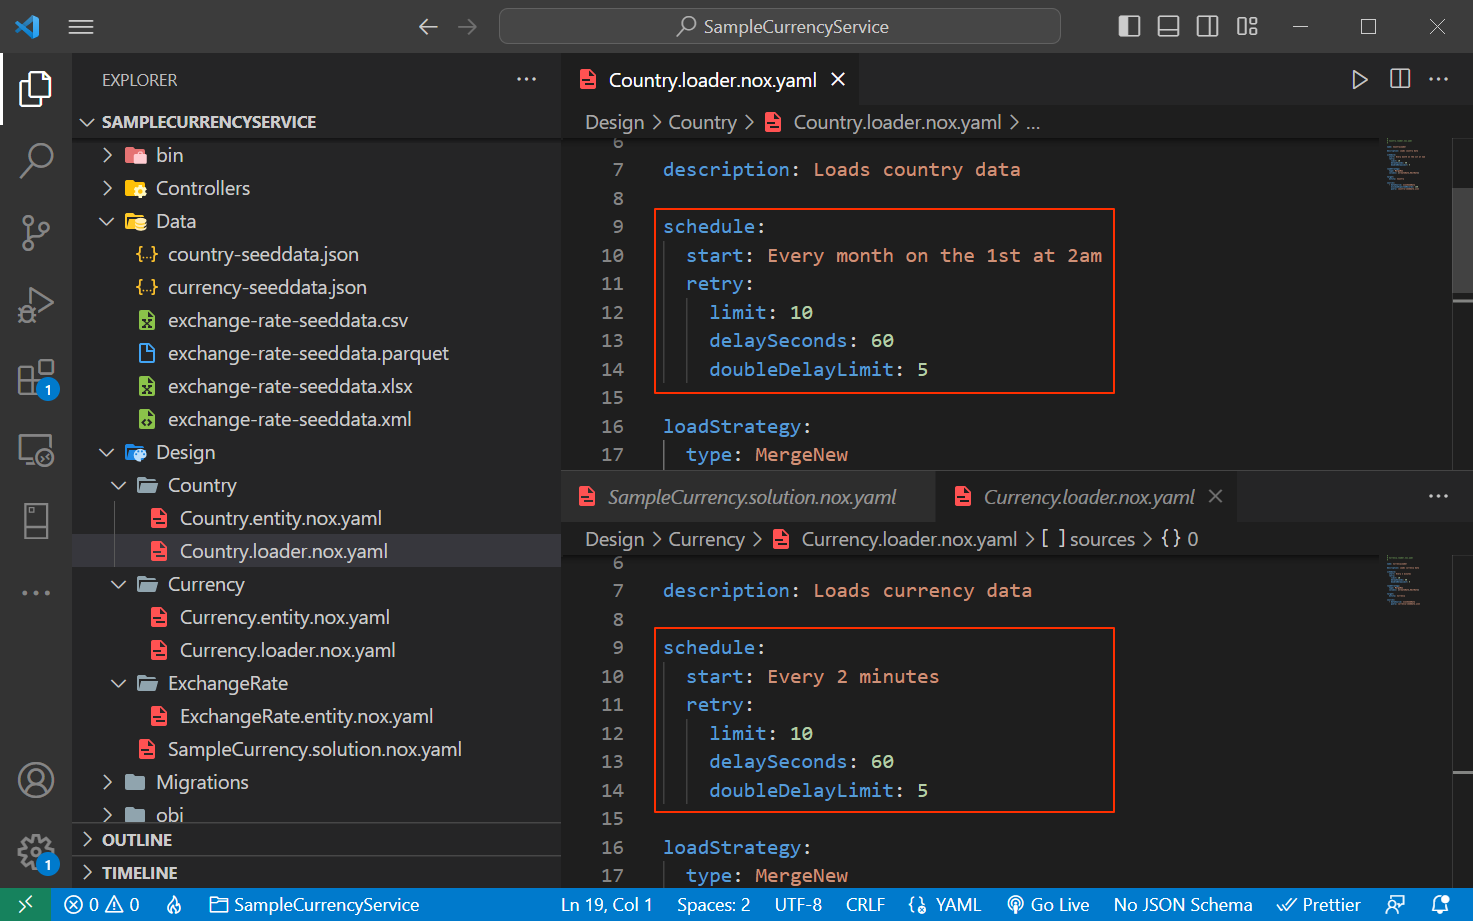 SampleCurrencyService
EXPLORER
SAMPLECURRENCYSERVICE
bin
Controllers
Data
country-seeddata.json
currency-seeddata.json
exchange-rate-seeddata.csv
exchange-rate-seeddata.parquet
exchange-rate-seeddata.xlsx
exchange-rate-seeddata.xml
Design
Country
Country.entity.nox.yaml
Country.loader.nox.yaml
Currency
Currency.entity.nox.yaml
Currency.loader.nox.yaml
ExchangeRate
ExchangeRate.entity.nox.yaml
SampleCurrency.solution.nox.yaml
Migrations
obj
OUTLINE
TIMELINE
1
1
Country.loader.nox.yaml
Design > Country > Country.loader.nox.yaml > ...
6
7 description: Loads country data
8
9 schedule:
10 start: Every month on the 1st at 2am
11 retry:
12 limit: 10
13 delaySeconds: 60
14 doubleDelayLimit: 5
15
16 loadStrategy:
17 type: MergeNew
SampleCurrency.solution.nox.yaml Currency.loader.nox.yaml
Design > Currency > Currency.loader.nox.yaml > [ ] sources > {} 0
6
7 description: Loads currency data
8
9 schedule:
10 start: Every 2 minutes
11 retry:
12 limit: 10
13 delaySeconds: 60
14 doubleDelayLimit: 5
15
16 loadStrategy:
17 type: MergeNew
0 0 SampleCurrencyService Ln 19, Col 1 Spaces: 2 UTF-8 CRLF YAML Go Live No JSON Schema Prettier